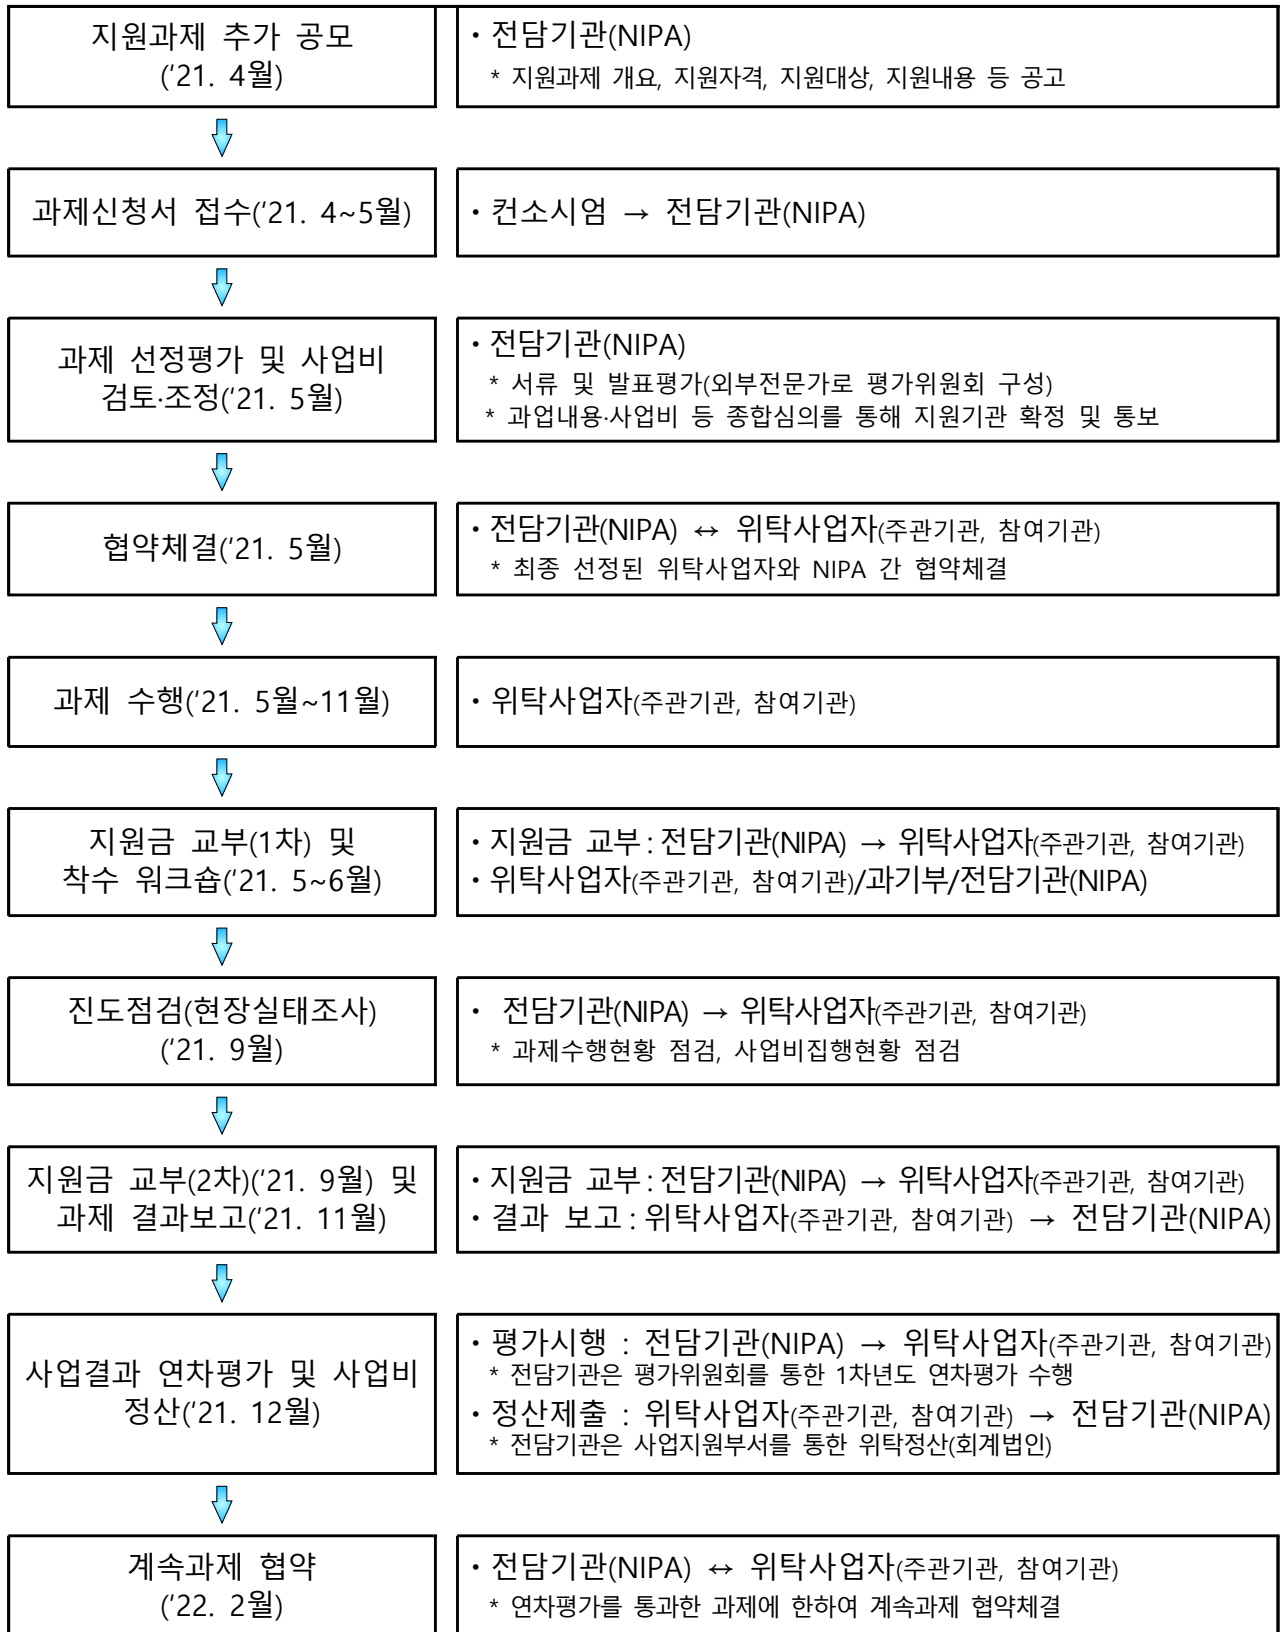 지원과제 추가 공모
('21. 4월)
・전담기관(NIPA)
* 지원과제 개요, 지원자격, 지원대상, 지원내용 등 공고
과제신청서 접수('21. 4~5월)
・컨소시엄 → 전담기관(NIPA)
과제 선정평가 및 사업비
검토·조정('21. 5월)
・전담기관(NIPA)
* 서류 및 발표평가(외부전문가로 평가위원회 구성)
* 과업내용·사업비 등 종합심의를 통해 지원기관 확정 및 통보
협약체결('21. 5월)
・전담기관(NIPA) ↔ 위탁사업자(주관기관, 참여기관)
* 최종 선정된 위탁사업자와 NIPA 간 협약체결
과제 수행('21. 5월~11월)
・위탁사업자(주관기관, 참여기관)
지원금 교부(1차) 및
착수 워크숍('21. 5~6월)
・지원금 교부 : 전담기관(NIPA) → 위탁사업자(주관기관, 참여기관)
・위탁사업자(주관기관, 참여기관)/과기부/전담기관(NIPA)
진도점검(현장실태조사)
('21. 9월)
・ 전담기관(NIPA) → 위탁사업자(주관기관, 참여기관)
* 과제수행현황 점검, 사업비집행현황 점검
지원금 교부(2차)('21. 9월) 및
과제 결과보고('21. 11월)
・지원금 교부 : 전담기관(NIPA) → 위탁사업자(주관기관, 참여기관)
・결과 보고 : 위탁사업자(주관기관, 참여기관) → 전담기관(NIPA)
사업결과 연차평가 및 사업비
정산('21. 12월)
・평가시행 : 전담기관(NIPA) → 위탁사업자(주관기관, 참여기관)
* 전담기관은 평가위원회를 통한 1차년도 연차평가 수행
・정산제출 : 위탁사업자(주관기관, 참여기관) → 전담기관(NIPA)
* 전담기관은 사업지원부서를 통한 위탁정산(회계법인)
계속과제 협약
('22. 2월)
・전담기관(NIPA) ↔ 위탁사업자(주관기관, 참여기관)
* 연차평가를 통과한 과제에 한하여 계속과제 협약체결